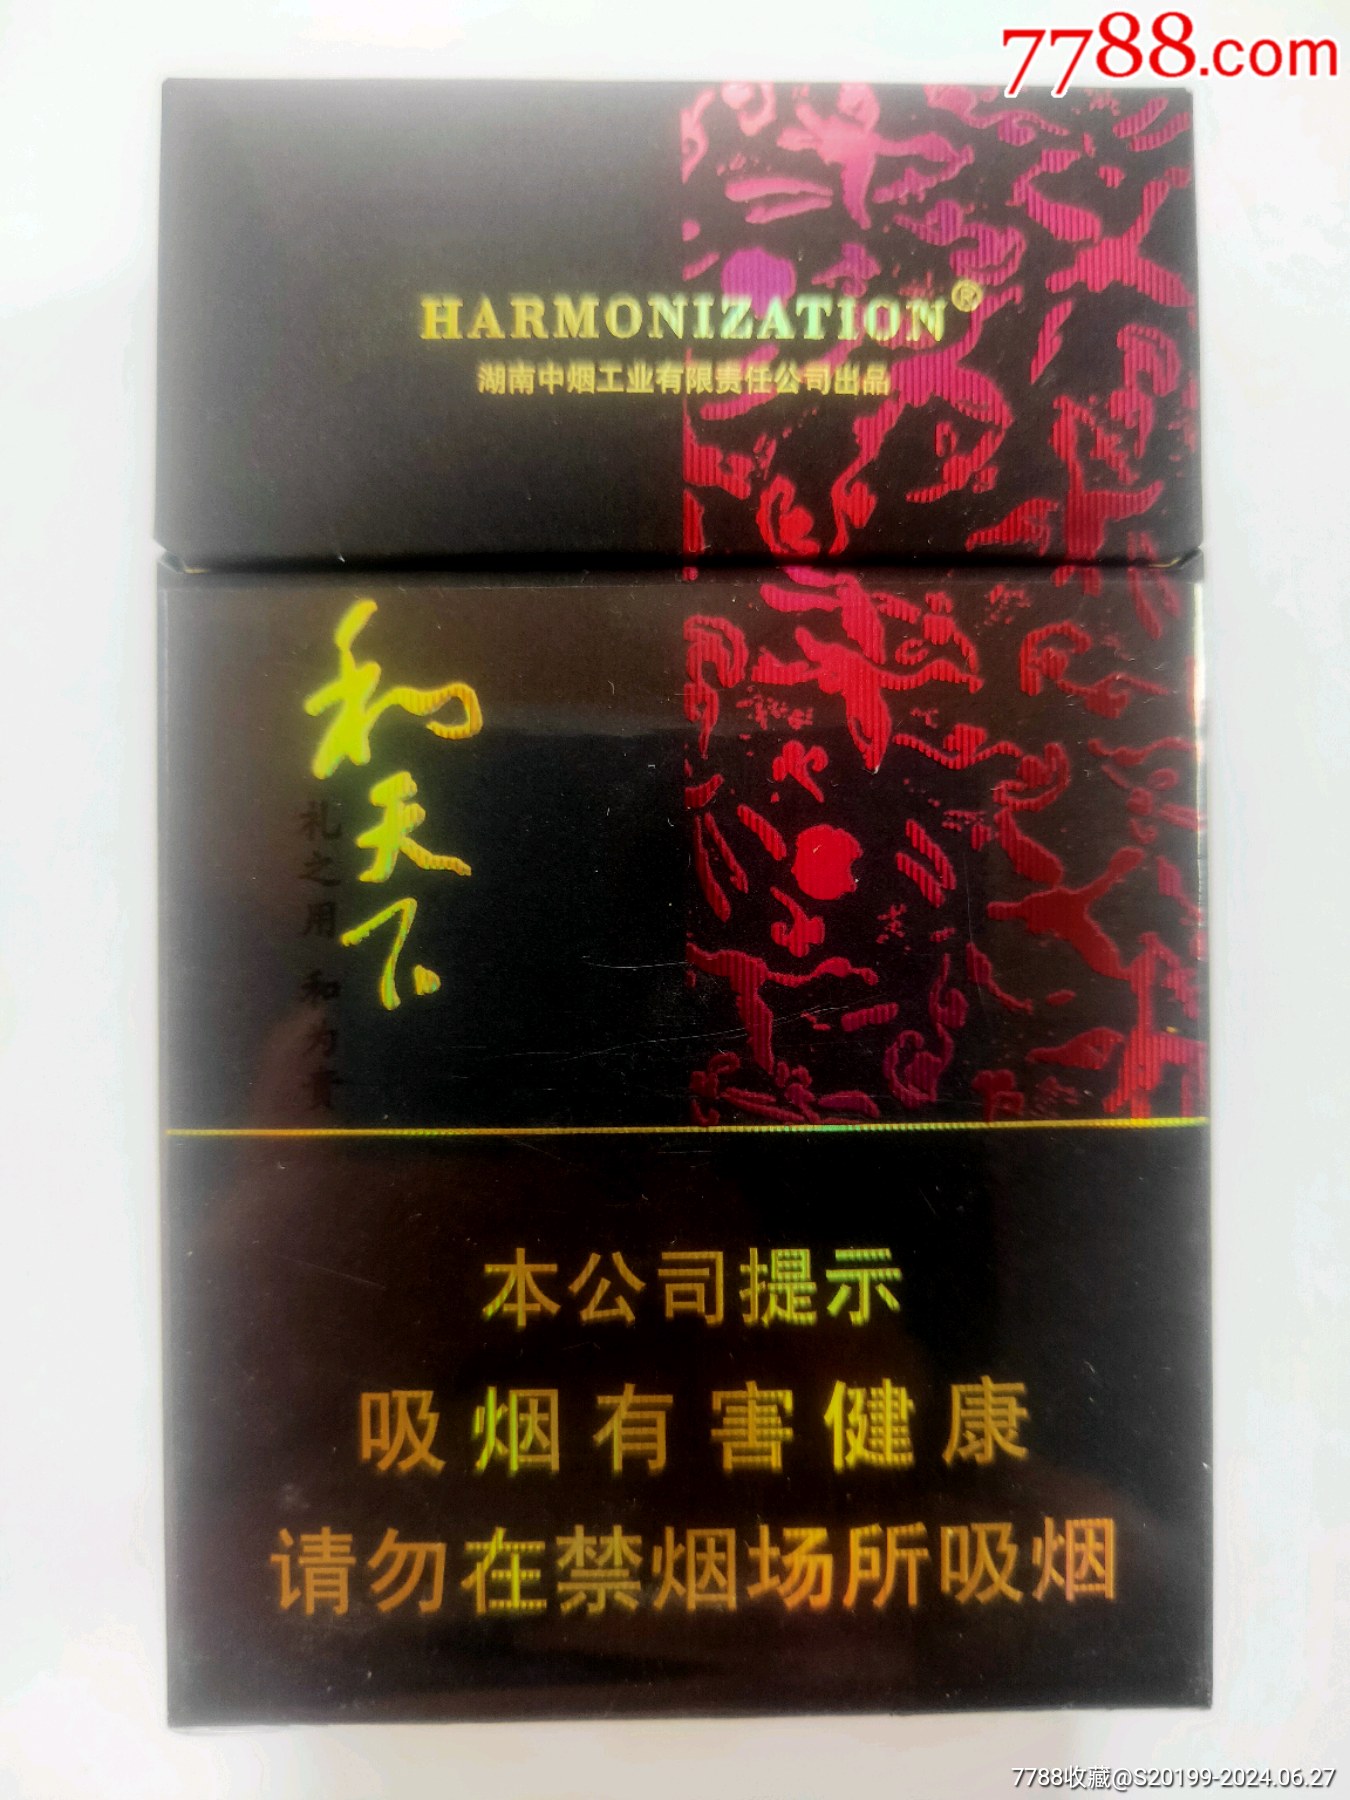 7788.com
HARMONIZATION®
湖南中烟工业有限责任公司出品
和天下
礼之用 和为贵
本公司提示
吸烟有害健康
请勿在禁烟场所吸烟
7788收藏@S20199-2024.06.27